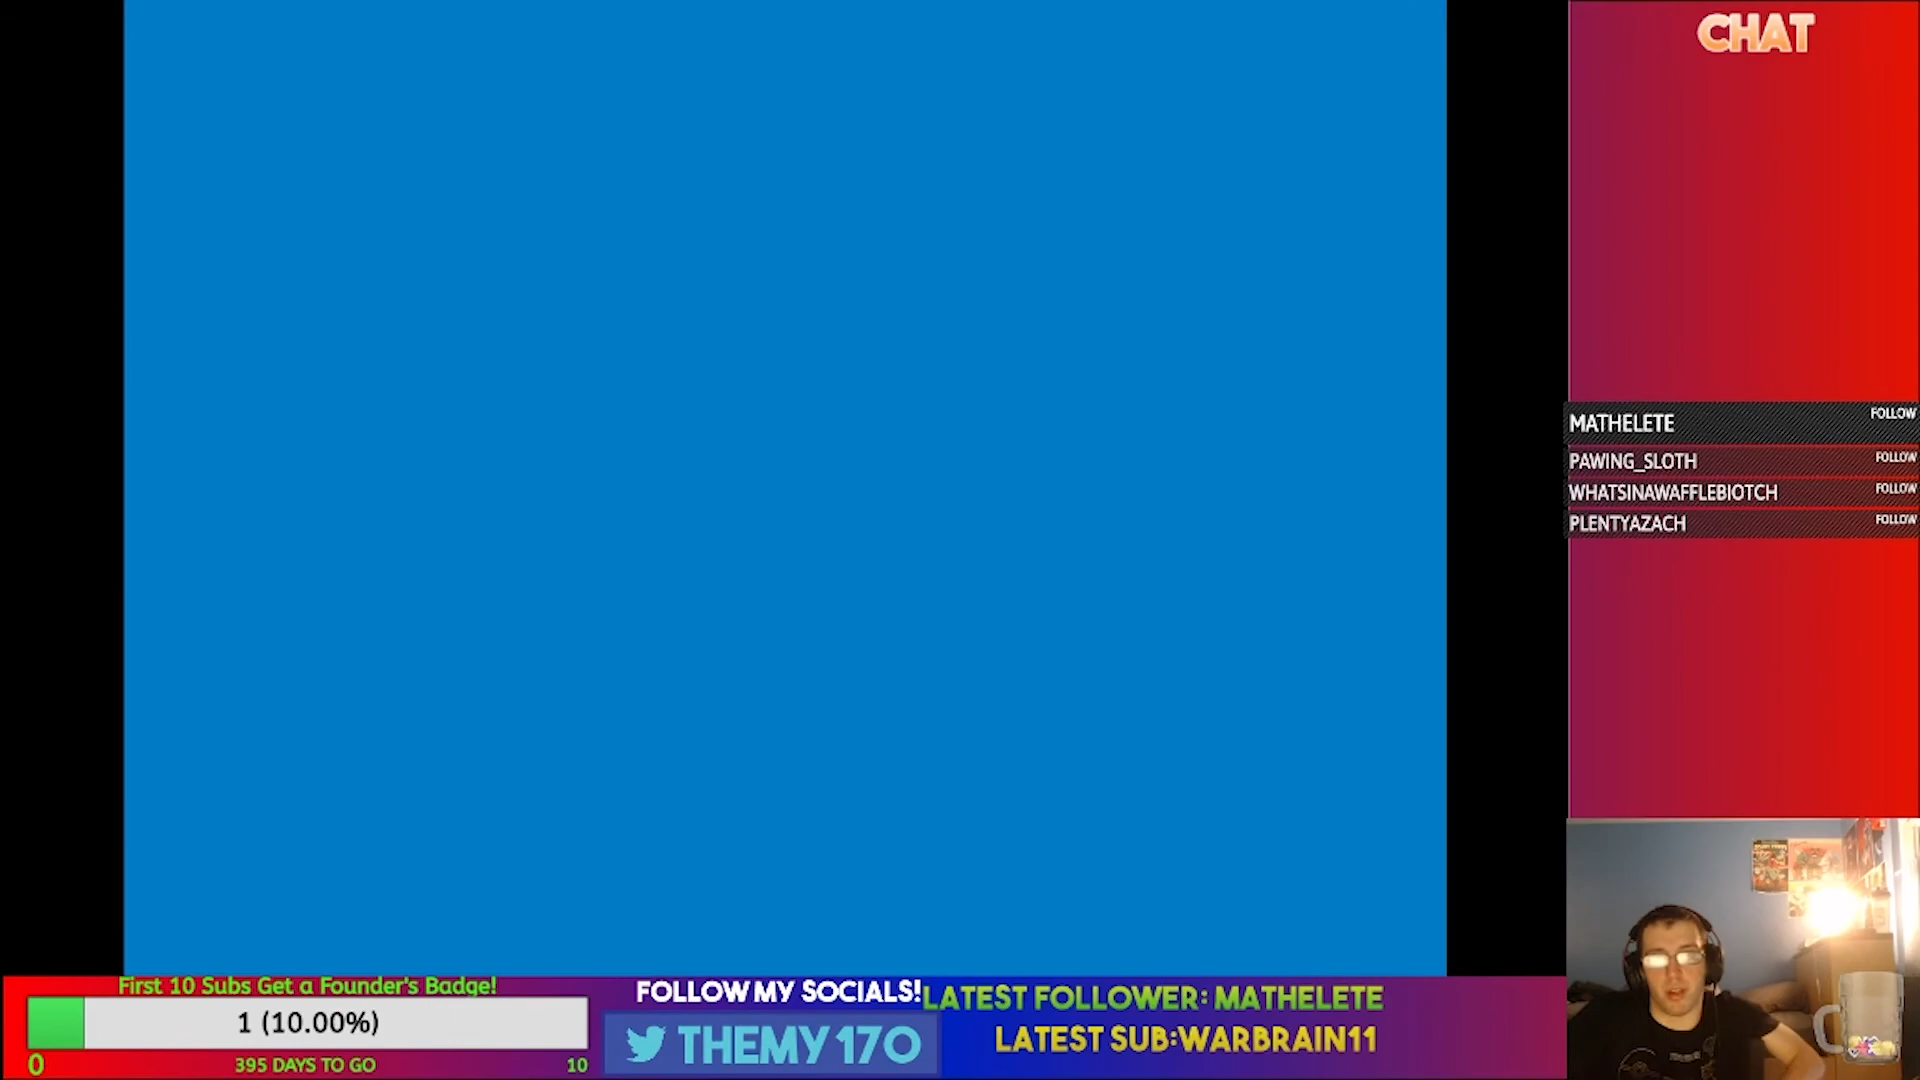 CHAT
MATHELETE FOLLOW
PAWING_SLOTH FOLLOW
WHATSINAWAFFLEBIOTCH FOLLOW
PLENTYAZACH FOLLOW
First 10 Subs Get a Founder's Badge!
1 (10.00%)
0 395 DAYS TO GO 10
FOLLOW MY SOCIALS!
THEMY170
LATEST FOLLOWER: MATHELETE
LATEST SUB:WARBRAIN11